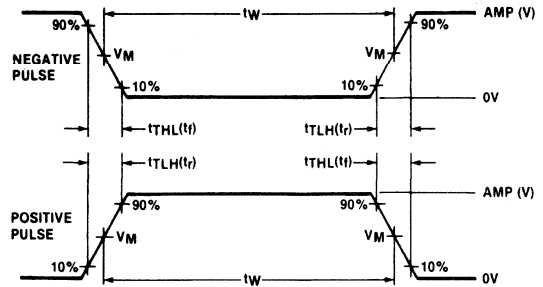 tW
90%
90%
AMP (V)
NEGATIVE
PULSE
VM
VM
10%
10%
0V
tTHL(tf)
tTLH(tr)
tTLH(tr)
tTHL(tf)
AMP (V)
90%
90%
POSITIVE
PULSE
VM
VM
10%
10%
tW
0V